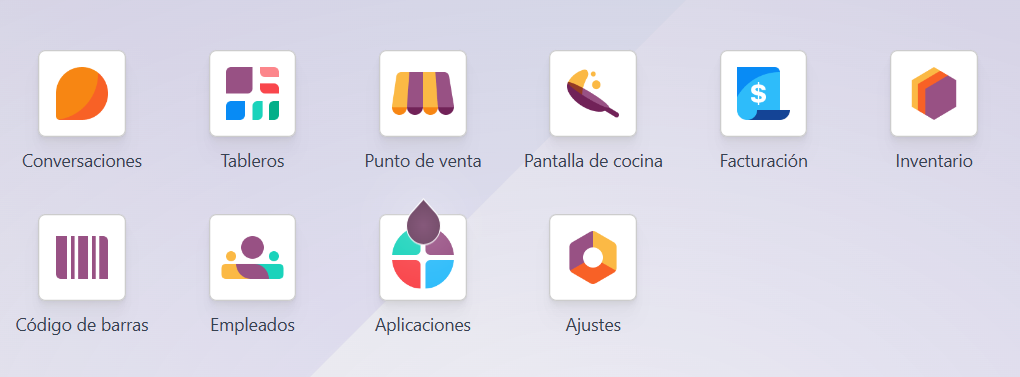 Conversaciones
Tableros
Punto de venta
Pantalla de cocina
Facturación
Inventario
Código de barras
Empleados
Aplicaciones
Ajustes